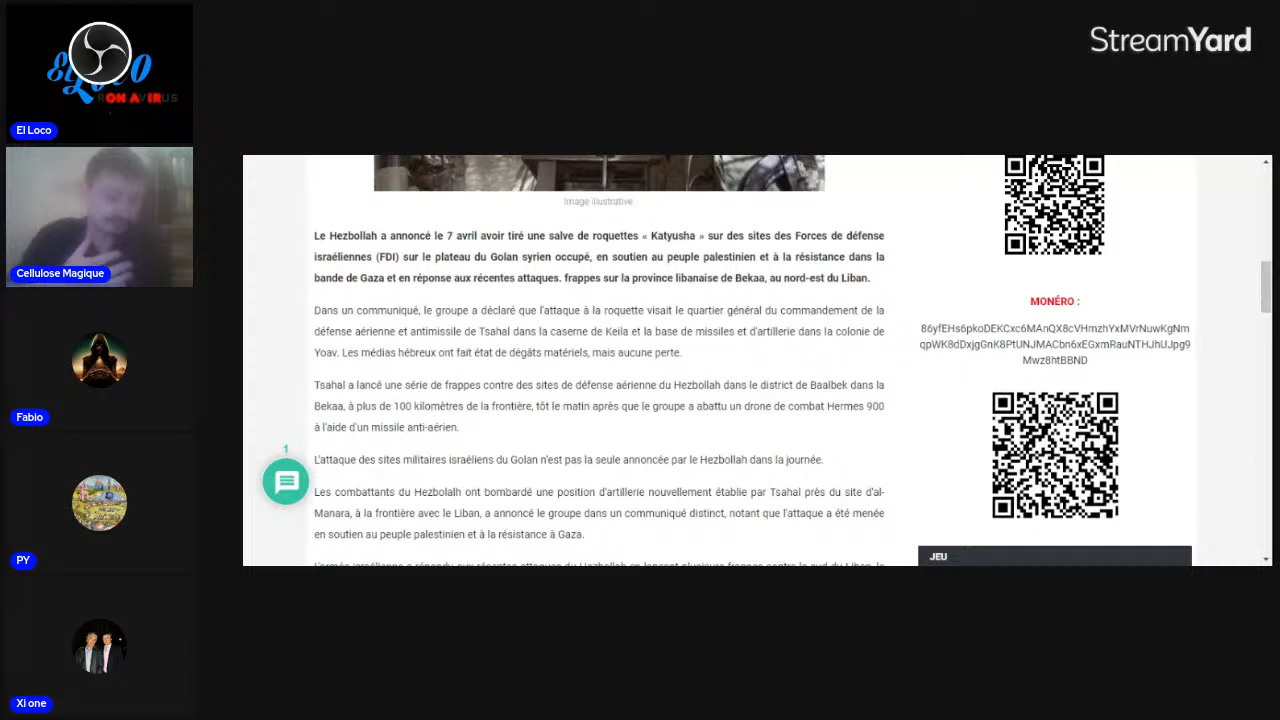 StreamYard
El Loco
El Loco
Cellulose Magique
Fabio
PY
Xi one
Image illustrative.
Le Hezbollah a annoncé le 7 avril avoir tiré une salve de roquettes « Katyusha » sur des sites des Forces de défense
israéliennes (FDI) sur le plateau du Golan syrien occupé, en soutien au peuple palestinien et à la résistance dans la
bande de Gaza et en réponse aux récentes attaques. frappes sur la province libanaise de Bekaa, au nord-est du Liban.
Dans un communiqué, le groupe a déclaré que l'attaque à la roquette visait le quartier général du commandement de la
défense aérienne et antimissile de Tsahal dans la caserne de Keila et la base de missiles et d'artillerie dans la colonie de
Yoav. Les médias hébreux ont fait état de dégâts matériels, mais aucune perte.
Tsahal a lancé une série de frappes contre des sites de défense aérienne du Hezbollah dans le district de Baalbek dans la
Bekaa, à plus de 100 kilomètres de la frontière, tôt le matin après que le groupe a abattu un drone de combat Hermes 900
à l'aide d'un missile anti-aérien.
1
L'attaque des sites militaires israéliens du Golan n'est pas la seule annoncée par le Hezbollah dans la journée.
Les combattants du Hezbolalh ont bombardé une position d'artillerie nouvellement établie par Tsahal près du site d'al-
Manara, à la frontière avec le Liban, a annoncé le groupe dans un communiqué distinct, notant que l'attaque a été menée
en soutien au peuple palestinien et à la résistance à Gaza.
MONÉRO :
86yfEHs6pkoDEKCxc6MAnQX8cVHmzhYxMVrNuwKgNm
qpWK8dDxjgGnK8PtUNJMACbn6xEGxmRauNTHJhUJpg9
Mwz8htBBND
JEU